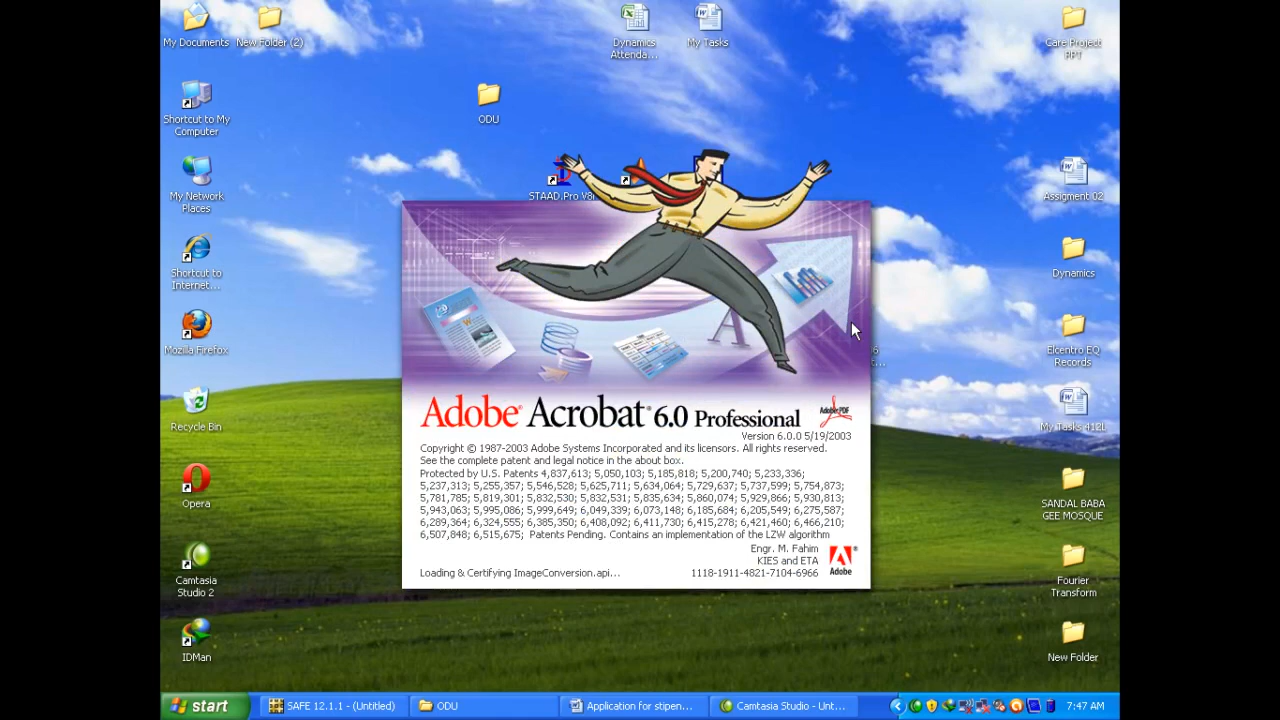 My Documents
New Folder (2)
Dynamics
Attenda...
My Tasks
Care Project
PPT
Shortcut to My
Computer
ODU
My Network
Places
STAAD.Pro V8i
Assigment 02
Shortcut to
Internet...
Dynamics
Mozilla Firefox
Elcentro EQ
Records
Recycle Bin
My Tasks 412L
Opera
SANDAL BABA
GEE MOSQUE
Camtasia
Studio 2
Fourier
Transform
IDMan
New Folder
Adobe® Acrobat® 6.0 Professional
Adobe PDF
Version 6.0.0 5/19/2003
Copyright © 1987-2003 Adobe Systems Incorporated and its licensors. All rights reserved.
See the complete patent and legal notice in the about box.
Protected by U.S. Patents 4,837,613; 5,050,103; 5,185,818; 5,200,740; 5,233,336;
5,237,313; 5,255,357; 5,546,528; 5,625,711; 5,634,064; 5,729,637; 5,737,599; 5,754,873;
5,781,785; 5,819,301; 5,832,530; 5,832,531; 5,835,634; 5,860,074; 5,929,866; 5,930,813;
5,943,063; 5,995,086; 5,999,649; 6,049,339; 6,073,148; 6,185,684; 6,205,549; 6,275,587;
6,289,364; 6,324,555; 6,385,350; 6,408,092; 6,411,730; 6,415,278; 6,421,460; 6,466,210;
6,507,848; 6,515,675; Patents Pending. Contains an implementation of the LZW algorithm
Engr. M. Fahim
KIES and ETA
Loading & Certifying ImageConversion.api...
1118-1911-4821-7104-6966
Adobe
start
SAFE 12.1.1 - (Untitled)
ODU
Application for stipen...
Camtasia Studio - Unt...
7:47 AM